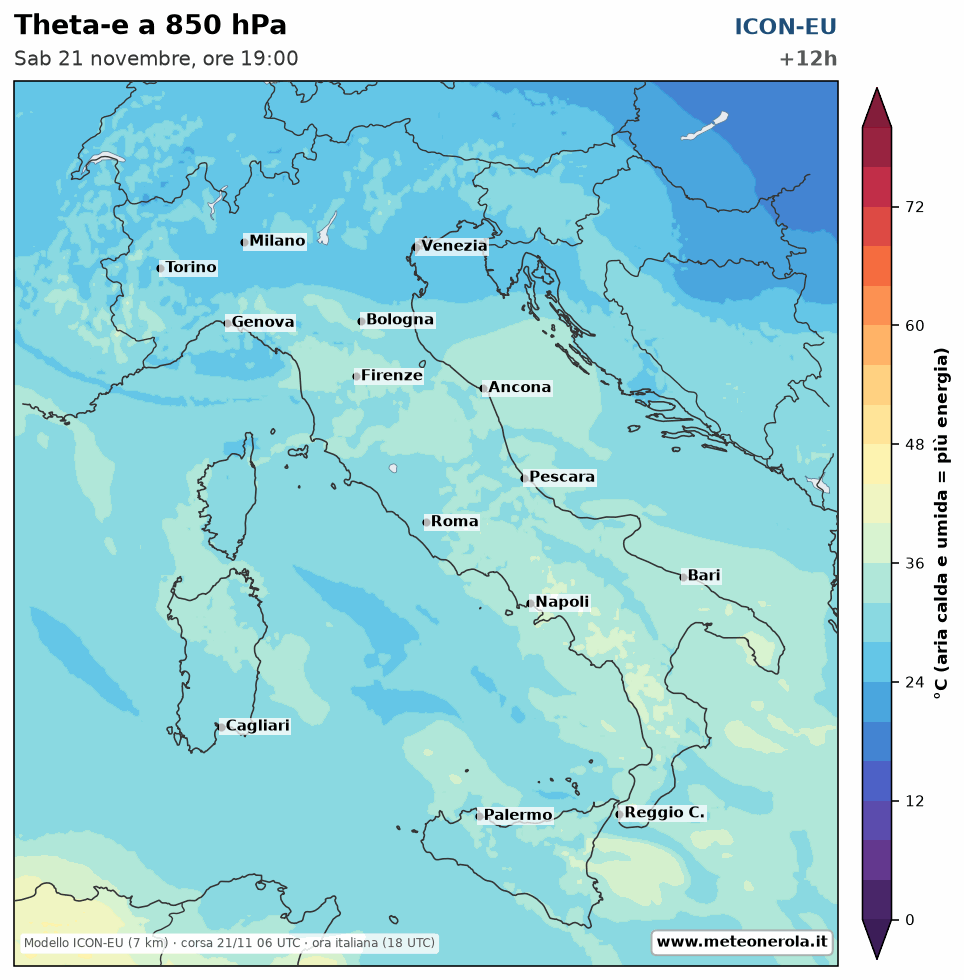 Theta-e a 850 hPa
ICON-EU
Sab 21 novembre, ore 19:00
+12h
Milano
Venezia
Torino
Genova
Bologna
Firenze
Ancona
Pescara
Roma
Bari
Napoli
Cagliari
Palermo
Reggio C.
72
60
48
36
24
12
0
°C (aria calda e umida = più energia)
Modello ICON-EU (7 km) · corsa 21/11 06 UTC · ora italiana (18 UTC)
www.meteonerola.it